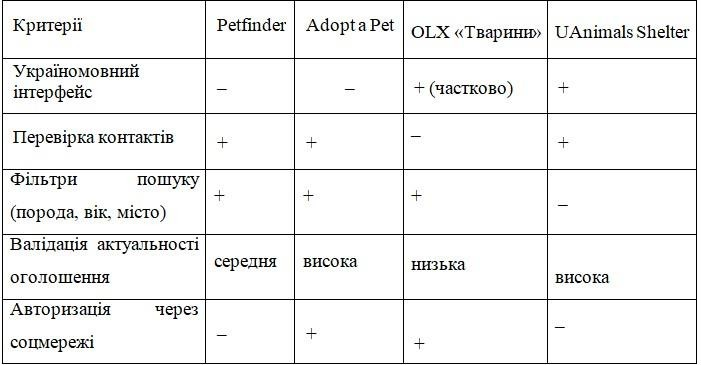 Критерії Petfinder Adopt a Pet OLX «Тварини» UAnimals Shelter
Україномовний
інтерфейс – – + (частково) +
Перевірка контактів + + – +
Фільтри пошуку
(порода, вік, місто) + + + –
Валідація актуальності
оголошення середня висока низька висока
Авторизація через
соцмережі – + + –